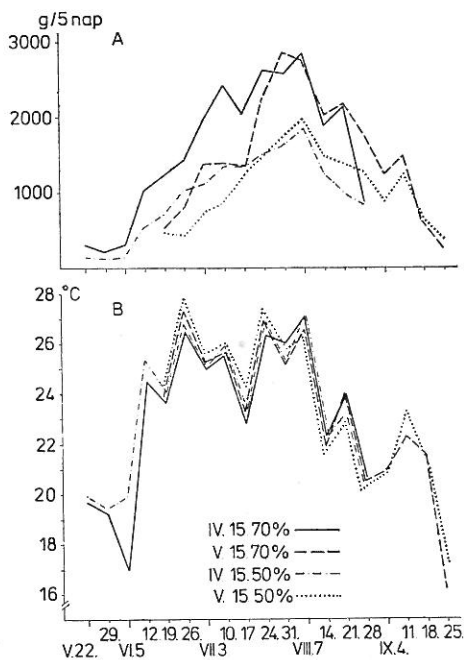 g/5 nap
A
3000
2000
1000
°C
B
28
26
24
22
20
18
16
IV. 15. 70%
V. 15. 70%
IV. 15. 50%
V. 15. 50%
29. 12. 19. 26. 10. 17. 24. 31. 14. 21. 28 11. 18. 25.
V. 22. VI. 5 VII. 3 VIII. 7. IX. 4.